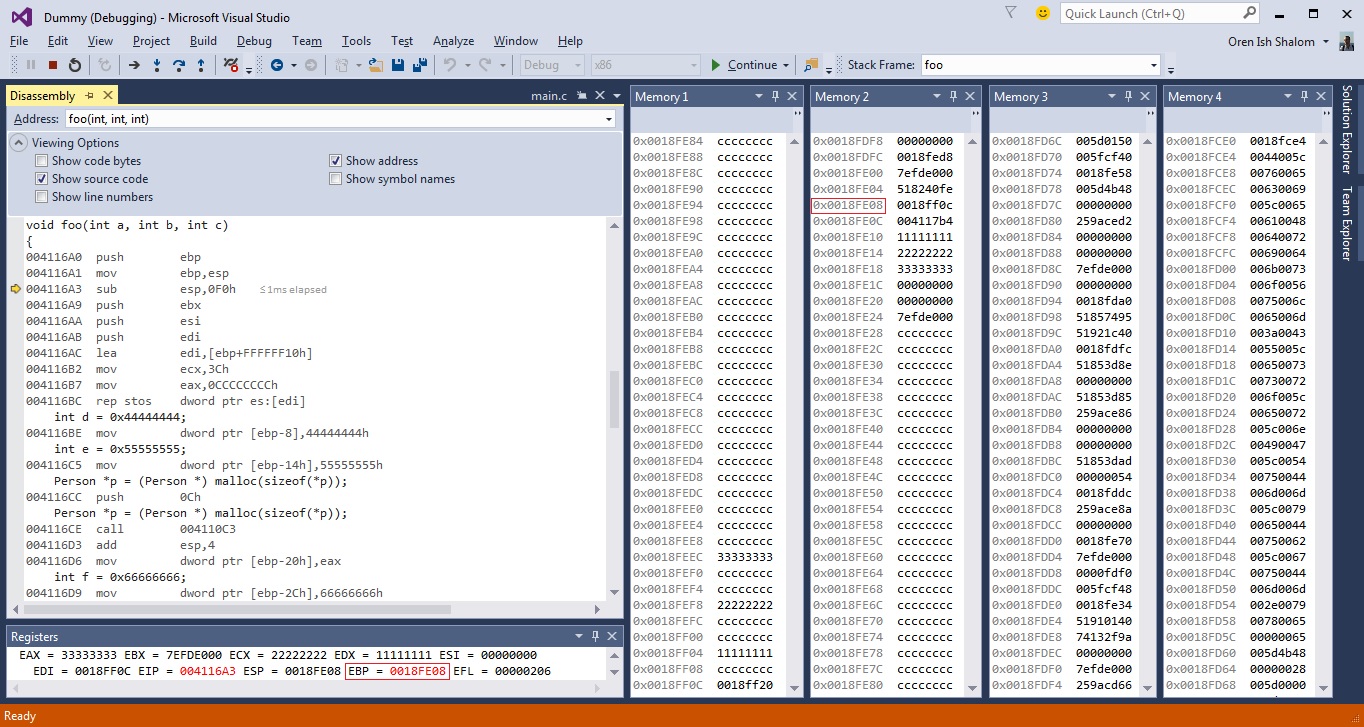 Dummy (Debugging) - Microsoft Visual Studio
Quick Launch (Ctrl+Q)
File Edit View Project Build Debug Team Tools Test Analyze Window Help
Oren Ish Shalom
Debug x86 Continue Stack Frame: foo
Disassembly
main.c
Address: foo(int, int, int)
Viewing Options
Show code bytes Show address
Show source code Show symbol names
Show line numbers
void foo(int a, int b, int c)
{
004116A0 push ebp
004116A1 mov ebp,esp
004116A3 sub esp,0F0h ≤1ms elapsed
004116A9 push ebx
004116AA push esi
004116AB push edi
004116AC lea edi,[ebp+FFFFFF10h]
004116B2 mov ecx,3Ch
004116B7 mov eax,0CCCCCCCCh
004116BC rep stos dword ptr es:[edi]
int d = 0x44444444;
004116BE mov dword ptr [ebp-8],44444444h
int e = 0x55555555;
004116C5 mov dword ptr [ebp-14h],55555555h
Person *p = (Person *) malloc(sizeof(*p));
004116CC push 0Ch
Person *p = (Person *) malloc(sizeof(*p));
004116CE call 004110C3
004116D3 add esp,4
004116D6 mov dword ptr [ebp-20h],eax
int f = 0x66666666;
004116D9 mov dword ptr [ebp-2Ch],66666666h
Registers
EAX = 33333333 EBX = 7EFDE000 ECX = 22222222 EDX = 11111111 ESI = 00000000
EDI = 0018FF0C EIP = 004116A3 ESP = 0018FE08 EBP = 0018FE08 EFL = 00000206
Memory 1
0x0018FE84 cccccccc
0x0018FE88 cccccccc
0x0018FE8C cccccccc
0x0018FE90 cccccccc
0x0018FE94 cccccccc
0x0018FE98 cccccccc
0x0018FE9C cccccccc
0x0018FEA0 cccccccc
0x0018FEA4 cccccccc
0x0018FEA8 cccccccc
0x0018FEAC cccccccc
0x0018FEB0 cccccccc
0x0018FEB4 cccccccc
0x0018FEB8 cccccccc
0x0018FEBC cccccccc
0x0018FEC0 cccccccc
0x0018FEC4 cccccccc
0x0018FEC8 cccccccc
0x0018FECC cccccccc
0x0018FED0 cccccccc
0x0018FED4 cccccccc
0x0018FED8 cccccccc
0x0018FEDC cccccccc
0x0018FEE0 cccccccc
0x0018FEE4 cccccccc
0x0018FEE8 cccccccc
0x0018FEEC 33333333
0x0018FEF0 cccccccc
0x0018FEF4 cccccccc
0x0018FEF8 22222222
0x0018FEFC cccccccc
0x0018FF00 cccccccc
0x0018FF04 11111111
0x0018FF08 cccccccc
0x0018FF0C 0018ff20
Memory 2
0x0018FDF8 00000000
0x0018FDFC 0018fed8
0x0018FE00 7efde000
0x0018FE04 518240fe
0x0018FE08 0018ff0c
0x0018FE0C 004117b4
0x0018FE10 11111111
0x0018FE14 22222222
0x0018FE18 33333333
0x0018FE1C 00000000
0x0018FE20 00000000
0x0018FE24 7efde000
0x0018FE28 cccccccc
0x0018FE2C cccccccc
0x0018FE30 cccccccc
0x0018FE34 cccccccc
0x0018FE38 cccccccc
0x0018FE3C cccccccc
0x0018FE40 cccccccc
0x0018FE44 cccccccc
0x0018FE48 cccccccc
0x0018FE4C cccccccc
0x0018FE50 cccccccc
0x0018FE54 cccccccc
0x0018FE58 cccccccc
0x0018FE5C cccccccc
0x0018FE60 cccccccc
0x0018FE64 cccccccc
0x0018FE68 cccccccc
0x0018FE6C cccccccc
0x0018FE70 cccccccc
0x0018FE74 cccccccc
0x0018FE78 cccccccc
0x0018FE7C cccccccc
0x0018FE80 cccccccc
Memory 3
0x0018FD6C 005d0150
0x0018FD70 005fcf40
0x0018FD74 0018fe58
0x0018FD78 005d4b48
0x0018FD7C 00000000
0x0018FD80 259aced2
0x0018FD84 00000000
0x0018FD88 00000000
0x0018FD8C 7efde000
0x0018FD90 00000000
0x0018FD94 0018fda0
0x0018FD98 51857495
0x0018FD9C 51921c40
0x0018FDA0 0018fdfc
0x0018FDA4 51853d8e
0x0018FDA8 00000000
0x0018FDAC 51853d85
0x0018FDB0 259ace86
0x0018FDB4 00000000
0x0018FDB8 00000000
0x0018FDBC 51853dad
0x0018FDC0 00000054
0x0018FDC4 0018fddc
0x0018FDC8 259ace8a
0x0018FDCC 00000000
0x0018FDD0 0018fe70
0x0018FDD4 7efde000
0x0018FDD8 0000fdf0
0x0018FDDC 005fcf48
0x0018FDE0 0018fe34
0x0018FDE4 51910140
0x0018FDE8 74132f9a
0x0018FDEC 00000000
0x0018FDF0 7efde000
0x0018FDF4 259acd66
Memory 4
0x0018FCE0 0018fce4
0x0018FCE4 0044005c
0x0018FCE8 00760065
0x0018FCEC 00630069
0x0018FCF0 005c0065
0x0018FCF4 00610048
0x0018FCF8 00640072
0x0018FCFC 00690064
0x0018FD00 006b0073
0x0018FD04 006f0056
0x0018FD08 0075006c
0x0018FD0C 0065006d
0x0018FD10 003a0043
0x0018FD14 0055005c
0x0018FD18 00650073
0x0018FD1C 00730072
0x0018FD20 006f005c
0x0018FD24 00650072
0x0018FD28 005c006e
0x0018FD2C 00490047
0x0018FD30 005c0054
0x0018FD34 00750044
0x0018FD38 006d006d
0x0018FD3C 005c0079
0x0018FD40 00650044
0x0018FD44 00750062
0x0018FD48 005c0067
0x0018FD4C 00750044
0x0018FD50 006d006d
0x0018FD54 002e0079
0x0018FD58 00780065
0x0018FD5C 00000065
0x0018FD60 005d4b48
0x0018FD64 00000028
0x0018FD68 005d0000
Solution Explorer
Team Explorer
Ready